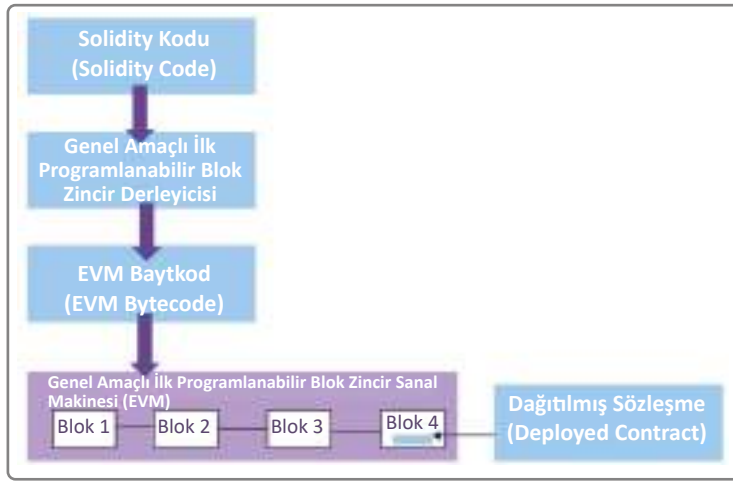 Solidity Kodu
(Solidity Code)
Genel Amaçlı İlk
Programlanabilir Blok
Zincir Derleyicisi
EVM Baytkod
(EVM Bytecode)
Genel Amaçlı İlk Programlanabilir Blok Zincir Sanal
Makinesi (EVM)
Blok 1
Blok 2
Blok 3
Blok 4
Dağıtılmış Sözleşme
(Deployed Contract)